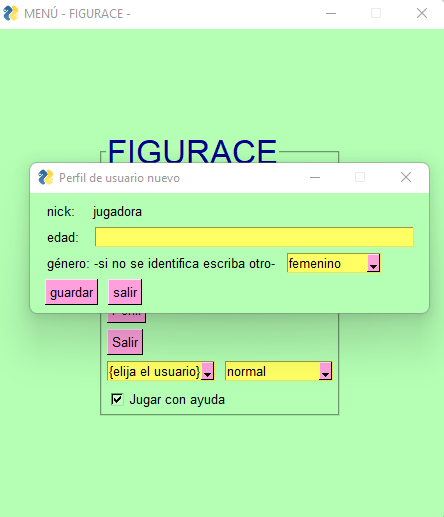 MENÚ - FIGURACE -
FIGURACE
Perfil de usuario nuevo
nick: jugadora
edad:
género: -si no se identifica escriba otro- femenino
guardar salir
Salir
{elija el usuario} normal
Jugar con ayuda